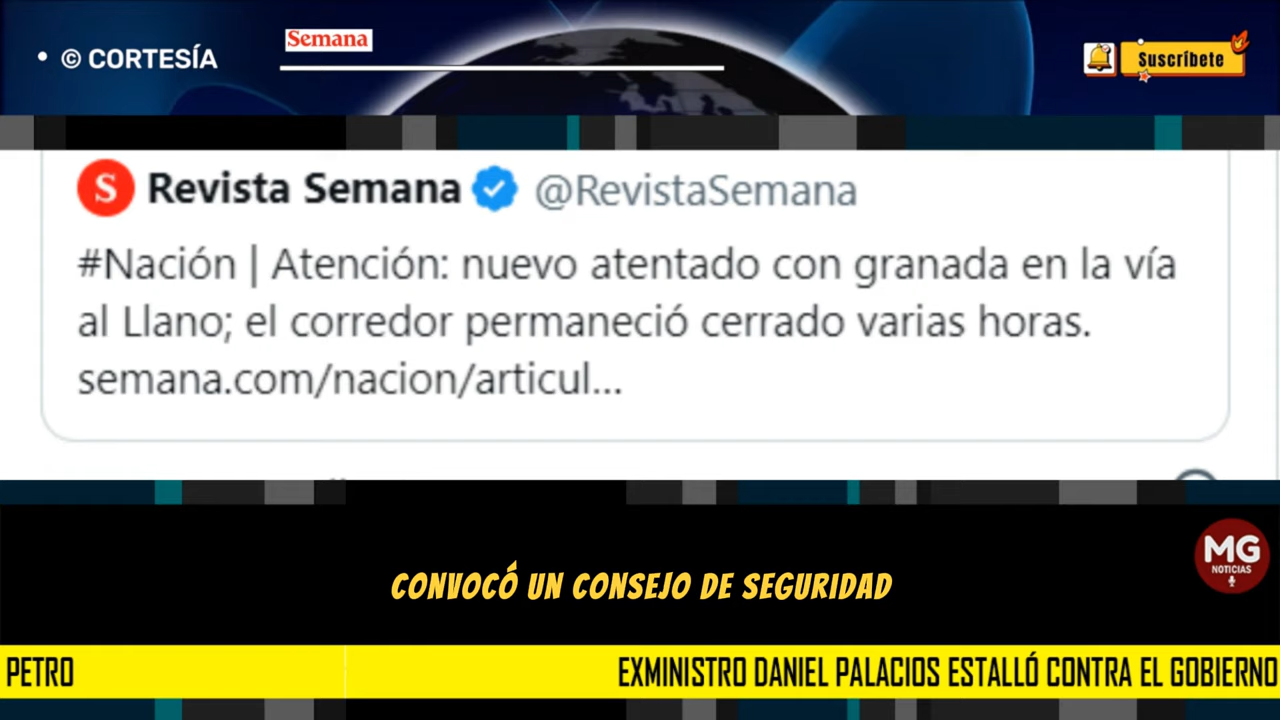 • © CORTESÍA
Semana
Suscríbete
S Revista Semana @RevistaSemana
#Nación | Atención: nuevo atentado con granada en la vía
al Llano; el corredor permaneció cerrado varias horas.
semana.com/nacion/articul...
MG
NOTICIAS
CONVOCÓ UN CONSEJO DE SEGURIDAD
PETRO
EXMINISTRO DANIEL PALACIOS ESTALLÓ CONTRA EL GOBIERNO